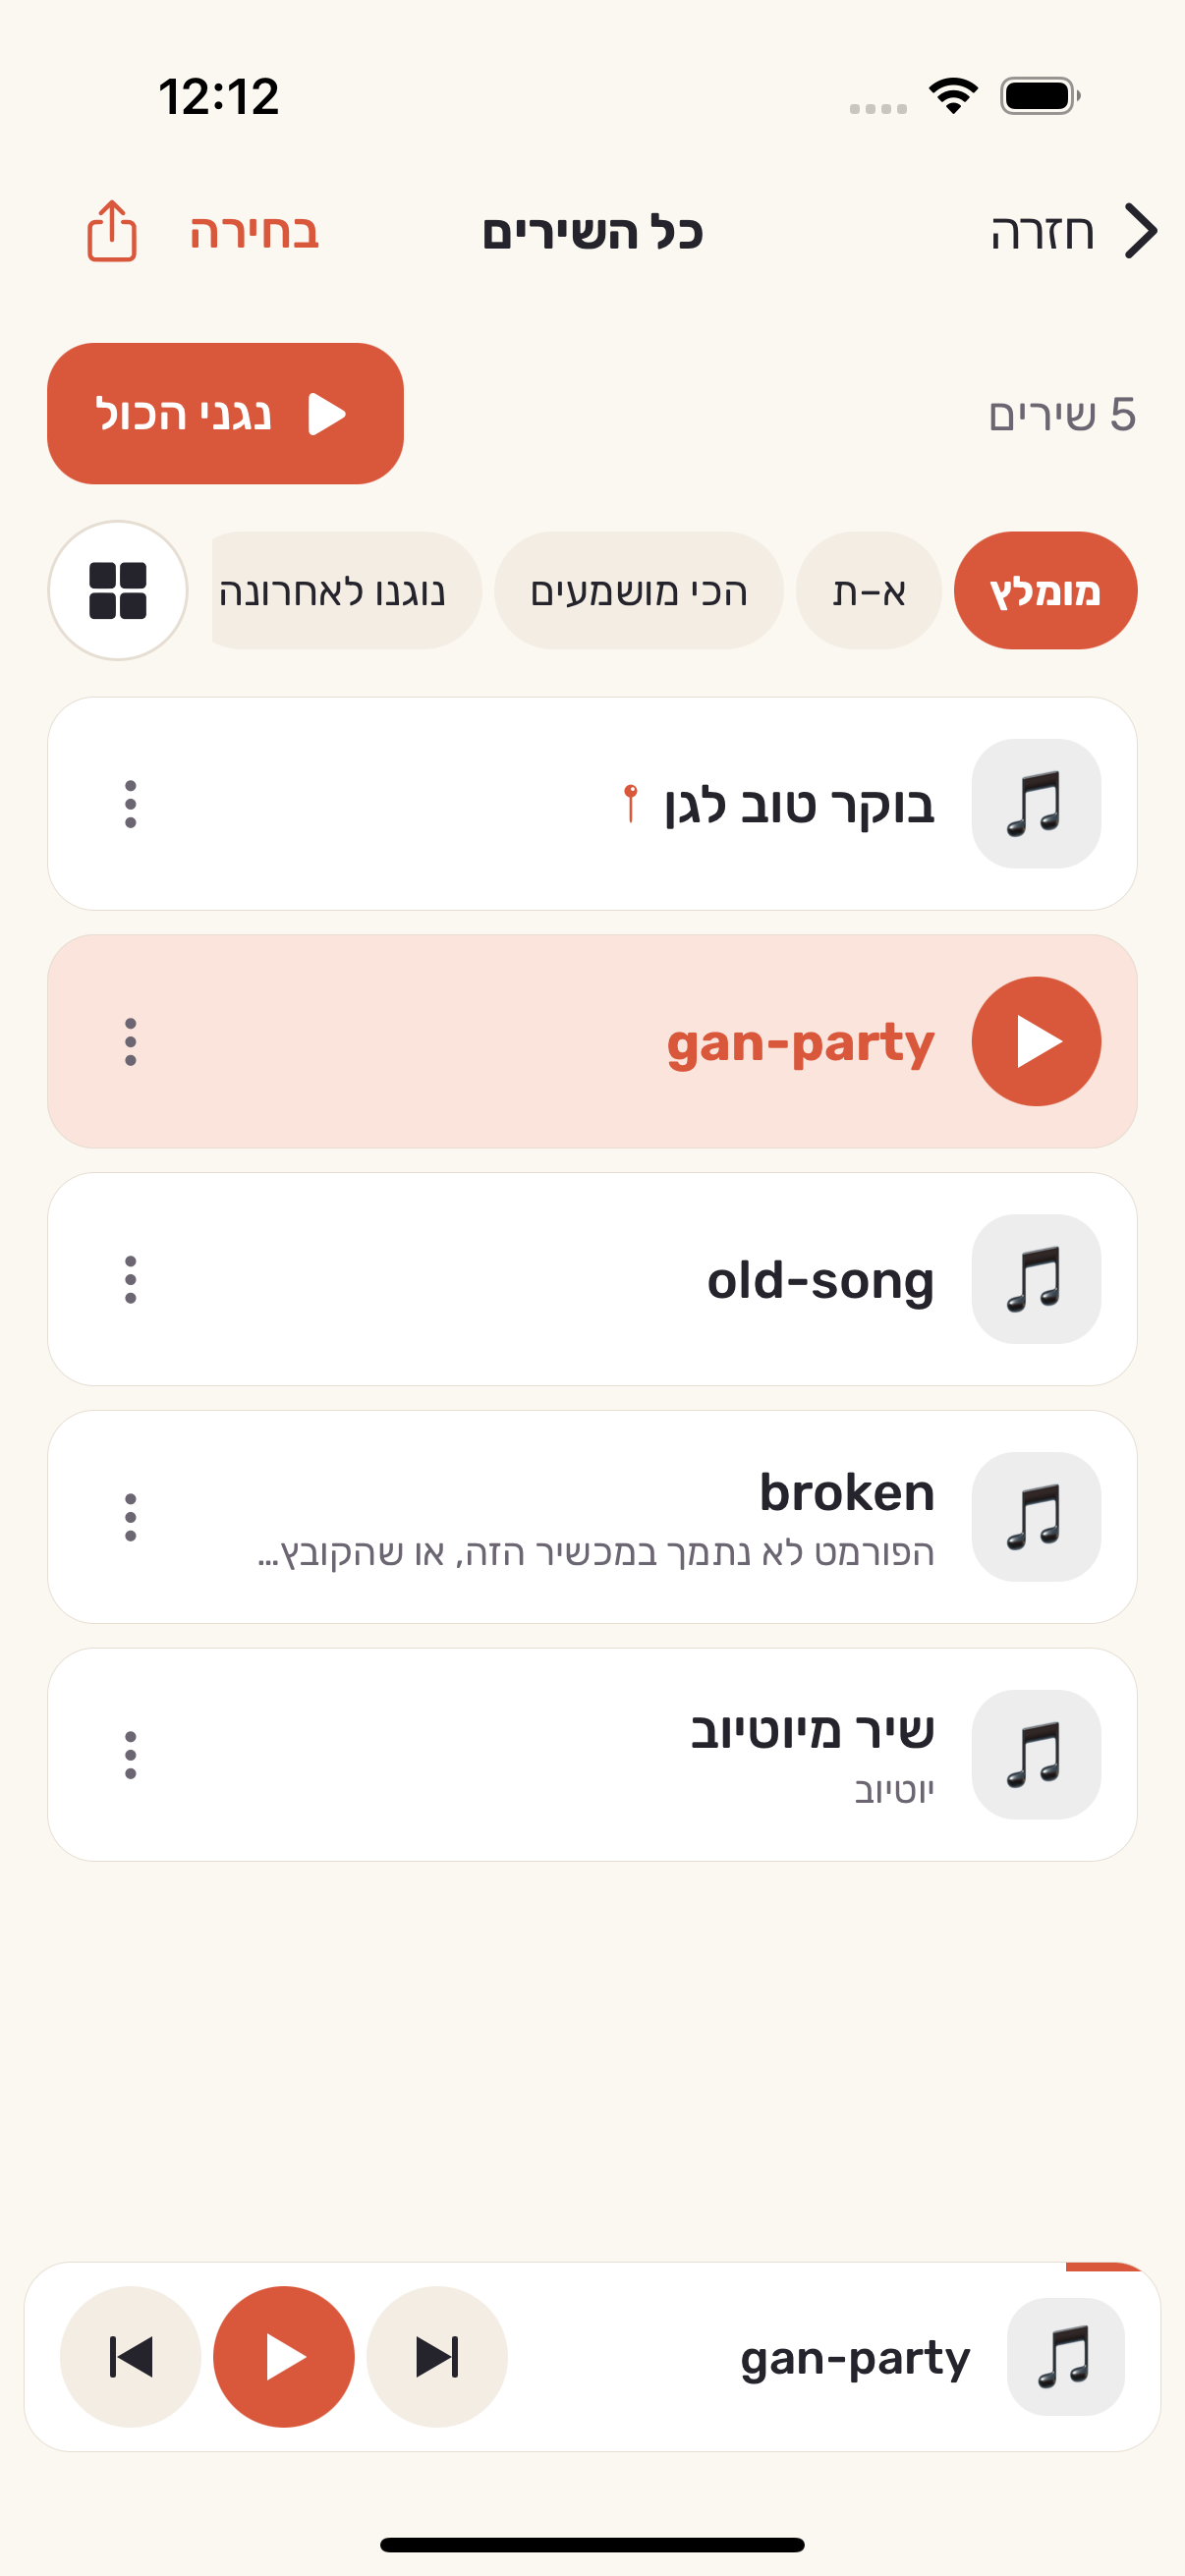 12:12
חזרה
כל השירים
בחירה
5 שירים
נגני הכול
מומלץ
א–ת
הכי מושמעים
נוגנו לאחרונה
בוקר טוב לגן
gan-party
old-song
broken
הפורמט לא נתמך במכשיר הזה, או שהקובץ...
שיר מיוטיוב
יוטיוב
gan-party